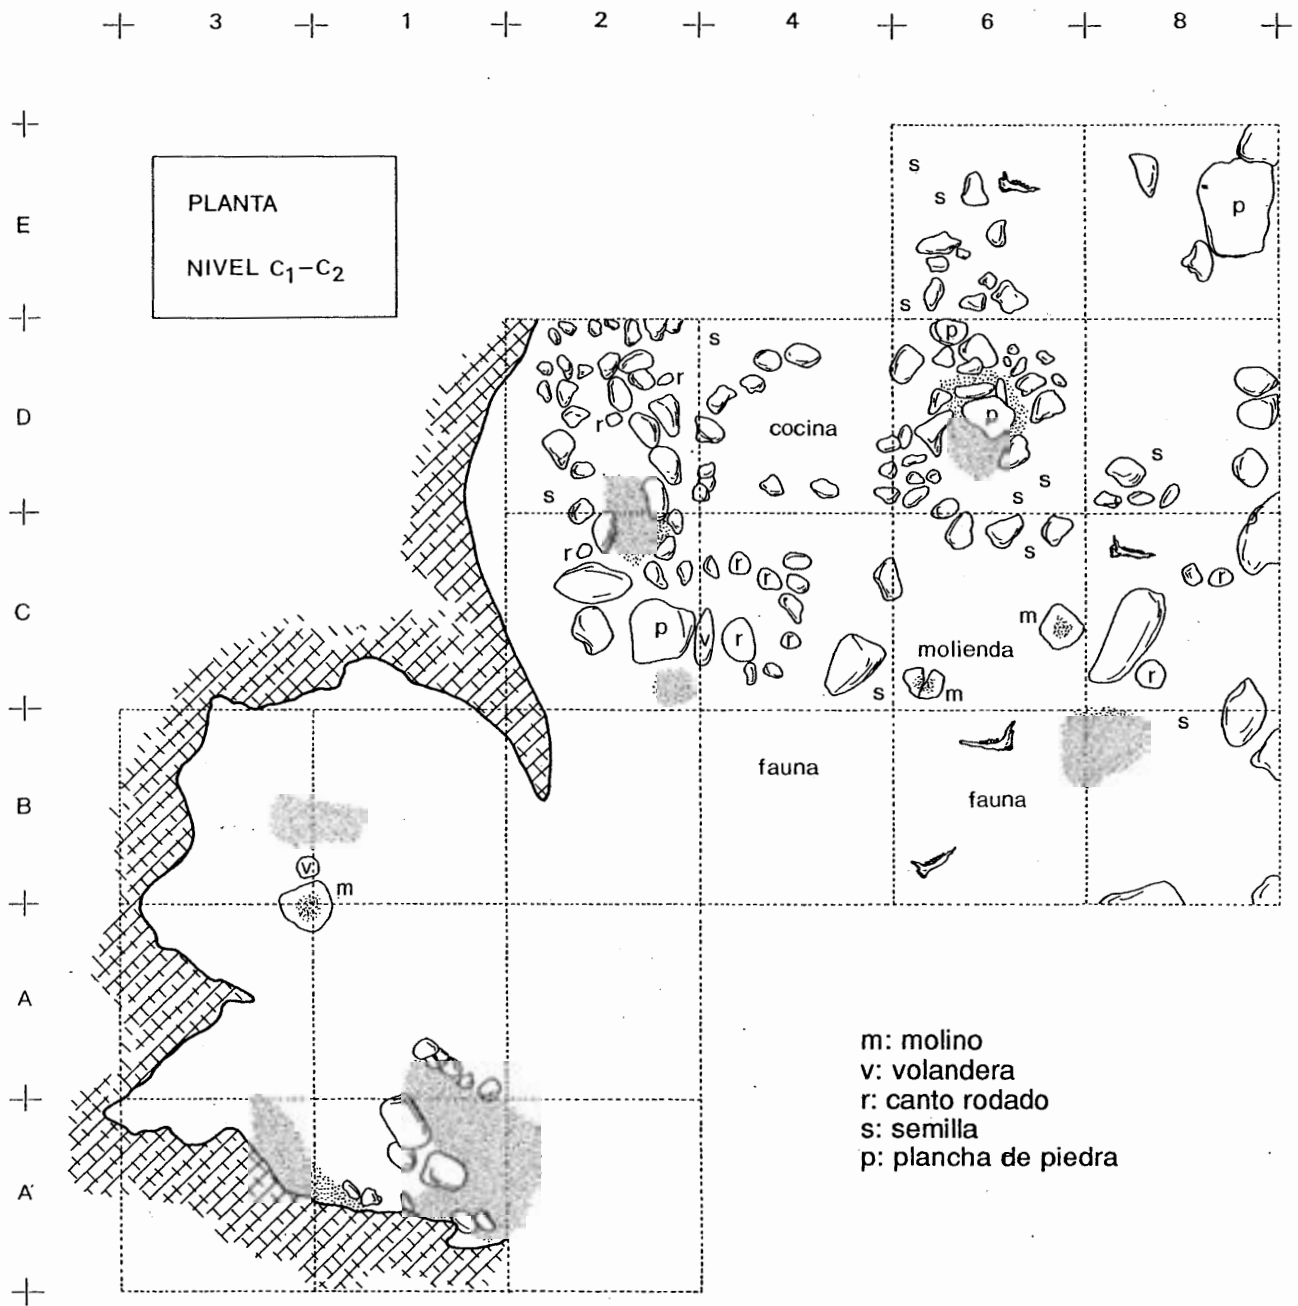 3 1 2 4 6 8
PLANTA
NIVEL C₁–C₂
E
s
s
s
p
D
s
r
r
s
cocina
p
p
s
s
s
C
r
p
v
r
r
r
r
s
s
m
molienda
m
r
r
B
fauna
fauna
s
v
m
A
A′
m: molino
v: volandera
r: canto rodado
s: semilla
p: plancha de piedra